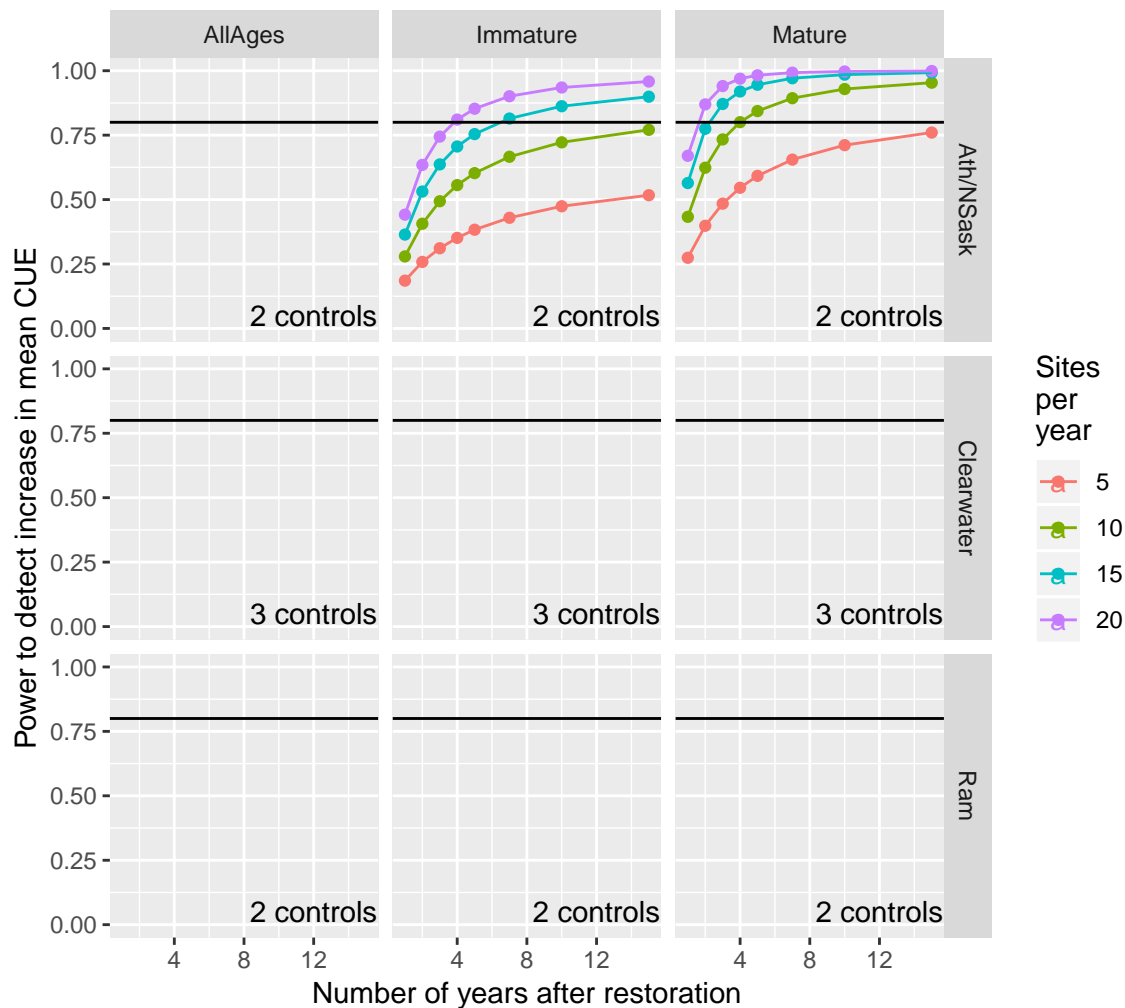 AllAges
Immature
Mature
1.00
0.75
0.50
0.25
0.00
2 controls
2 controls
2 controls
Ath/NSask
1.00
0.75
0.50
0.25
0.00
3 controls
3 controls
3 controls
Clearwater
1.00
0.75
0.50
0.25
0.00
2 controls
2 controls
2 controls
Ram
4 8 12
4 8 12
4 8 12
Number of years after restoration
Power to detect increase in mean CUE
Sites
per
year
a 5
a 10
a 15
a 20